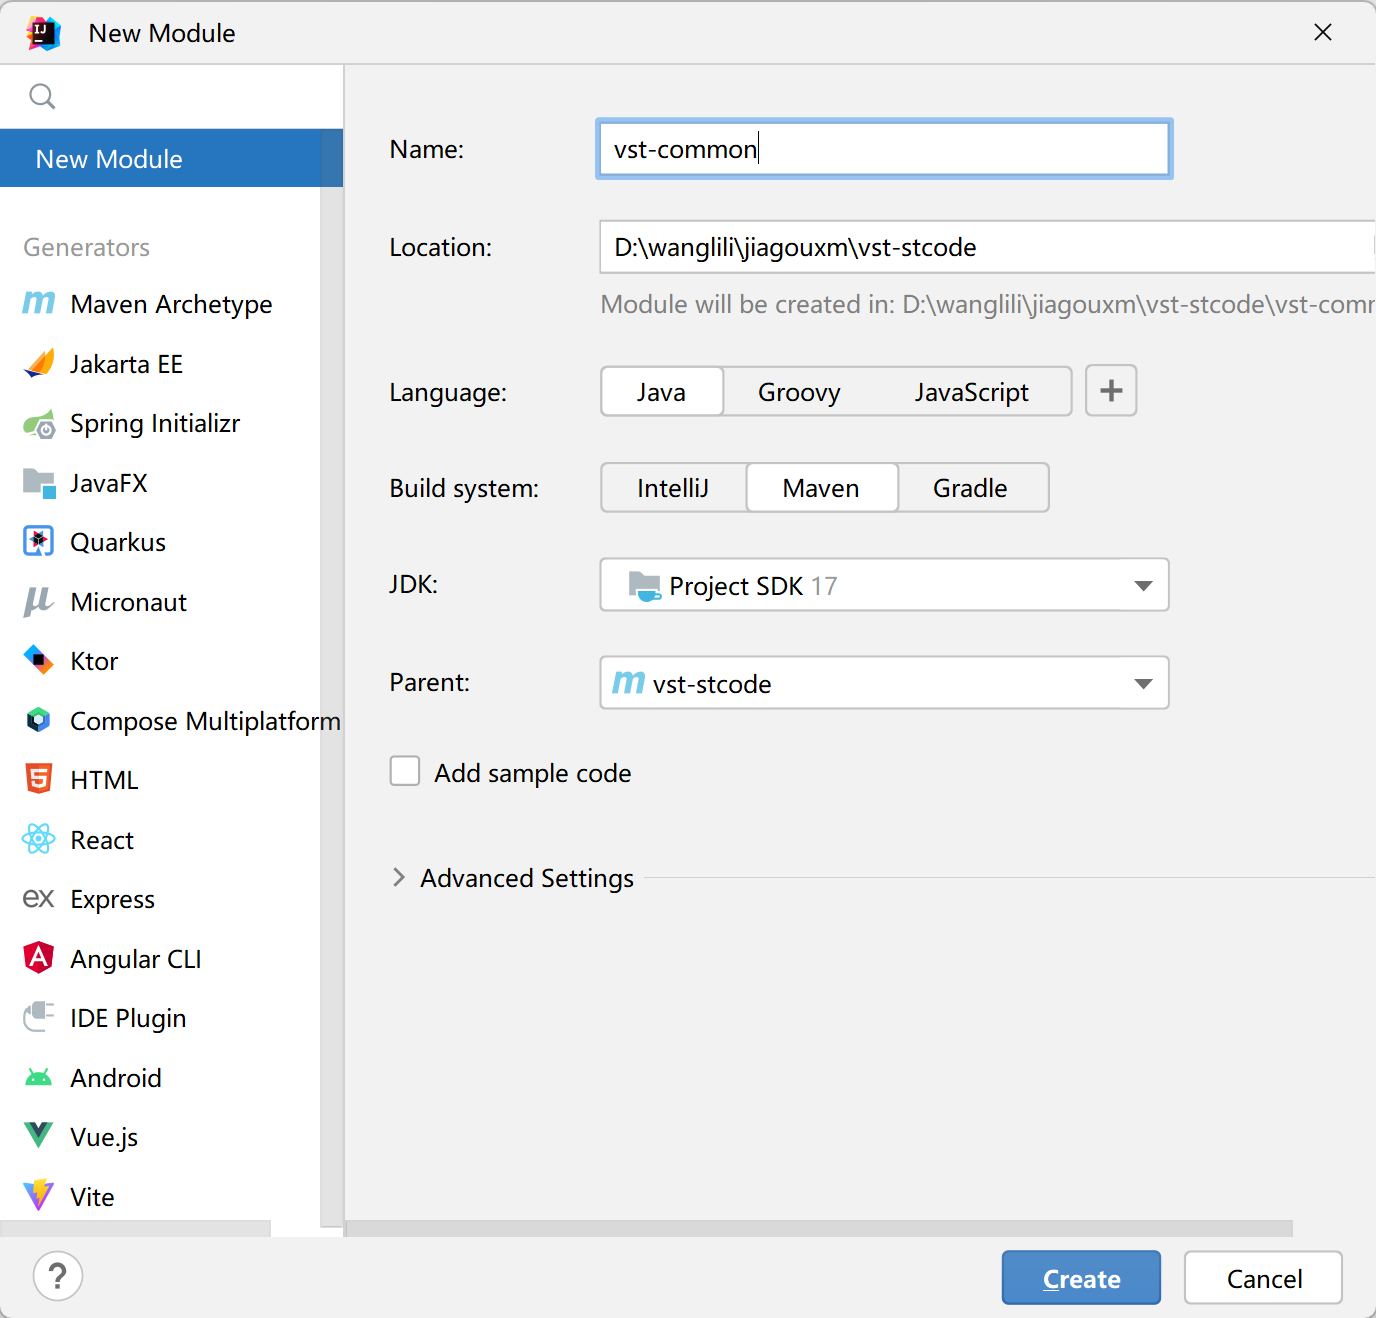 New Module
New Module
Generators
Maven Archetype
Jakarta EE
Spring Initializr
JavaFX
Quarkus
Micronaut
Ktor
Compose Multiplatform
HTML
React
Express
Angular CLI
IDE Plugin
Android
Vue.js
Vite
Name: vst-common
Location: D:\wanglili\jiagouxm\vst-stcode
Module will be created in: D:\wanglili\jiagouxm\vst-stcode\vst-comm
Language: Java Groovy JavaScript
Build system: IntelliJ Maven Gradle
JDK: Project SDK 17
Parent: vst-stcode
Add sample code
Advanced Settings
? Create Cancel